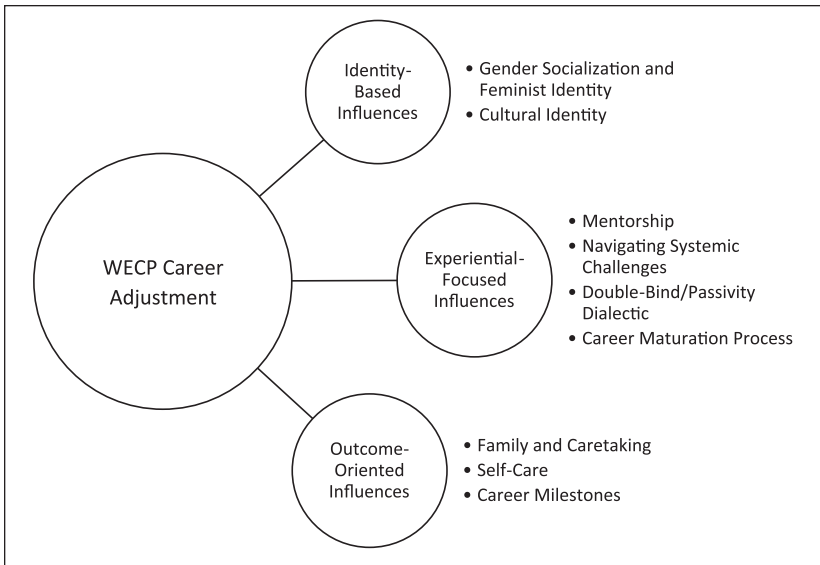 WECP Career
Adjustment
Identity-
Based
Influences
• Gender Socialization and
Feminist Identity
• Cultural Identity
Experiential-
Focused
Influences
• Mentorship
• Navigating Systemic
Challenges
• Double-Bind/Passivity
Dialectic
• Career Maturation Process
Outcome-
Oriented
Influences
• Family and Caretaking
• Self-Care
• Career Milestones